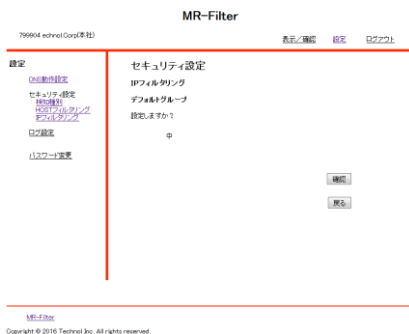 MR-Filter
799904 echnol Corp(本社)
表示／確認 設定 ログアウト
設定
DNS動作設定
セキュリティ設定
検知種別
HOSTフィルタリング
IPフィルタリング
ログ設定
パスワード変更
セキュリティ設定
IPフィルタリング
デフォルトグループ
設定しますか？
中
確認
戻る
MR-Filter
Copyright © 2016 Technol Inc. All rights reserved.